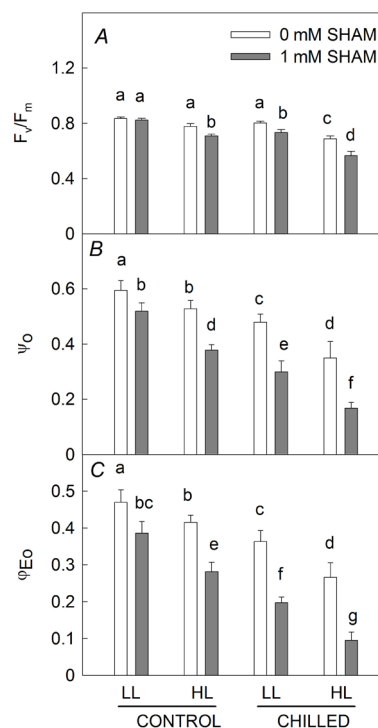 A
0 mM SHAM
1 mM SHAM
1.2
0.8
0.4
0
Fv/Fm
a a a b a b c d
B
0.6
0.4
0.2
0
ΨO
a b b d c e d f
C
0.5
0.4
0.3
0.2
0.1
0
φEo
a bc b e c f d g
LL HL LL HL
CONTROL CHILLED